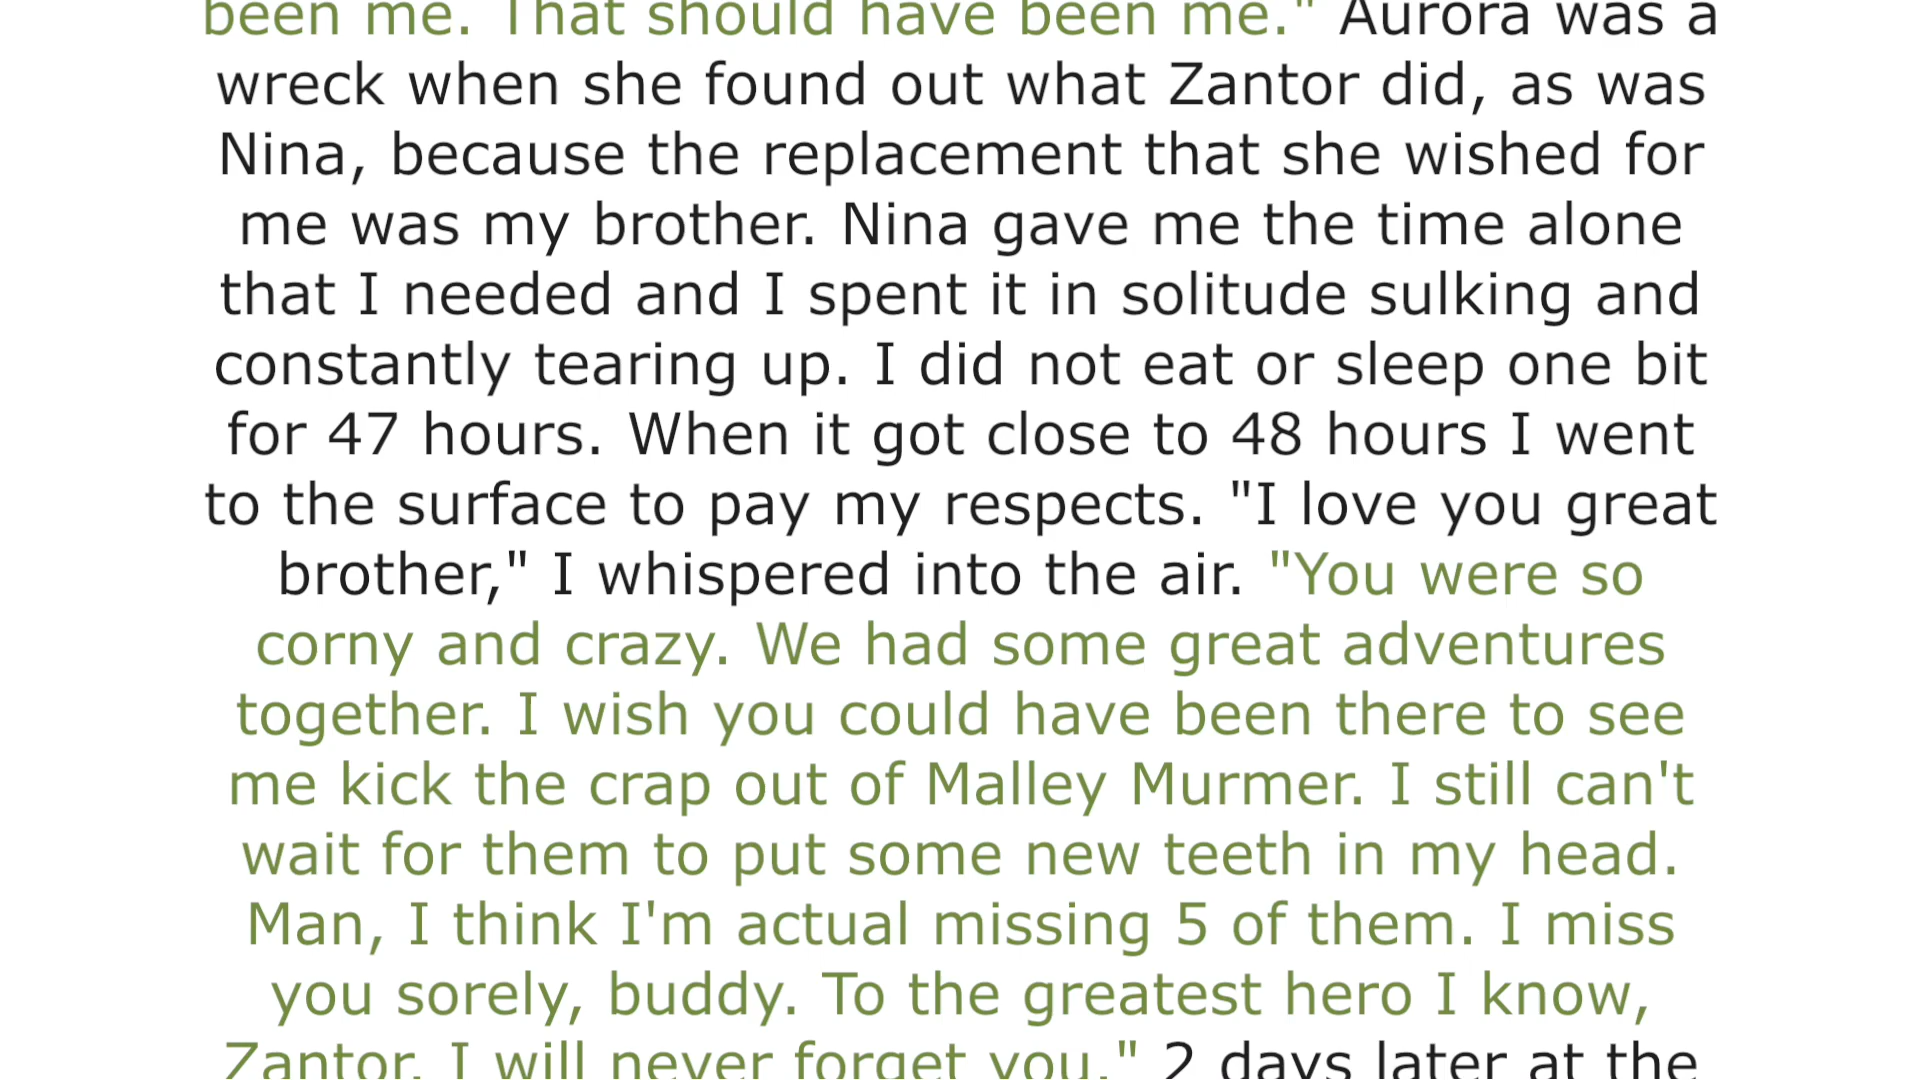 been me. That should have been me." Aurora was a
wreck when she found out what Zantor did, as was
Nina, because the replacement that she wished for
me was my brother. Nina gave me the time alone
that I needed and I spent it in solitude sulking and
constantly tearing up. I did not eat or sleep one bit
for 47 hours. When it got close to 48 hours I went
to the surface to pay my respects. "I love you great
brother," I whispered into the air. "You were so
corny and crazy. We had some great adventures
together. I wish you could have been there to see
me kick the crap out of Malley Murmer. I still can't
wait for them to put some new teeth in my head.
Man, I think I'm actual missing 5 of them. I miss
you sorely, buddy. To the greatest hero I know,
Zantor. I will never forget you." 2 days later at the